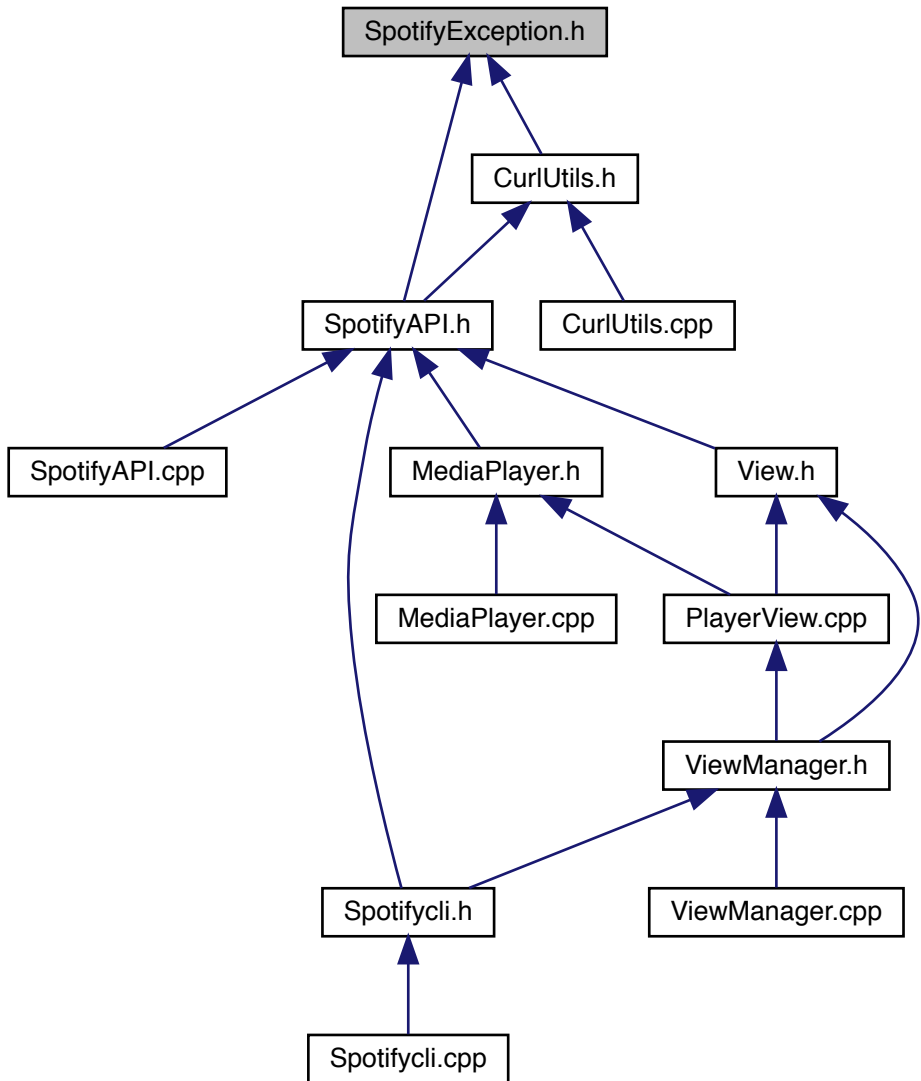 SpotifyException.h
CurlUtils.h
SpotifyAPI.h
CurlUtils.cpp
SpotifyAPI.cpp
MediaPlayer.h
View.h
MediaPlayer.cpp
PlayerView.cpp
ViewManager.h
Spotifycli.h
ViewManager.cpp
Spotifycli.cpp